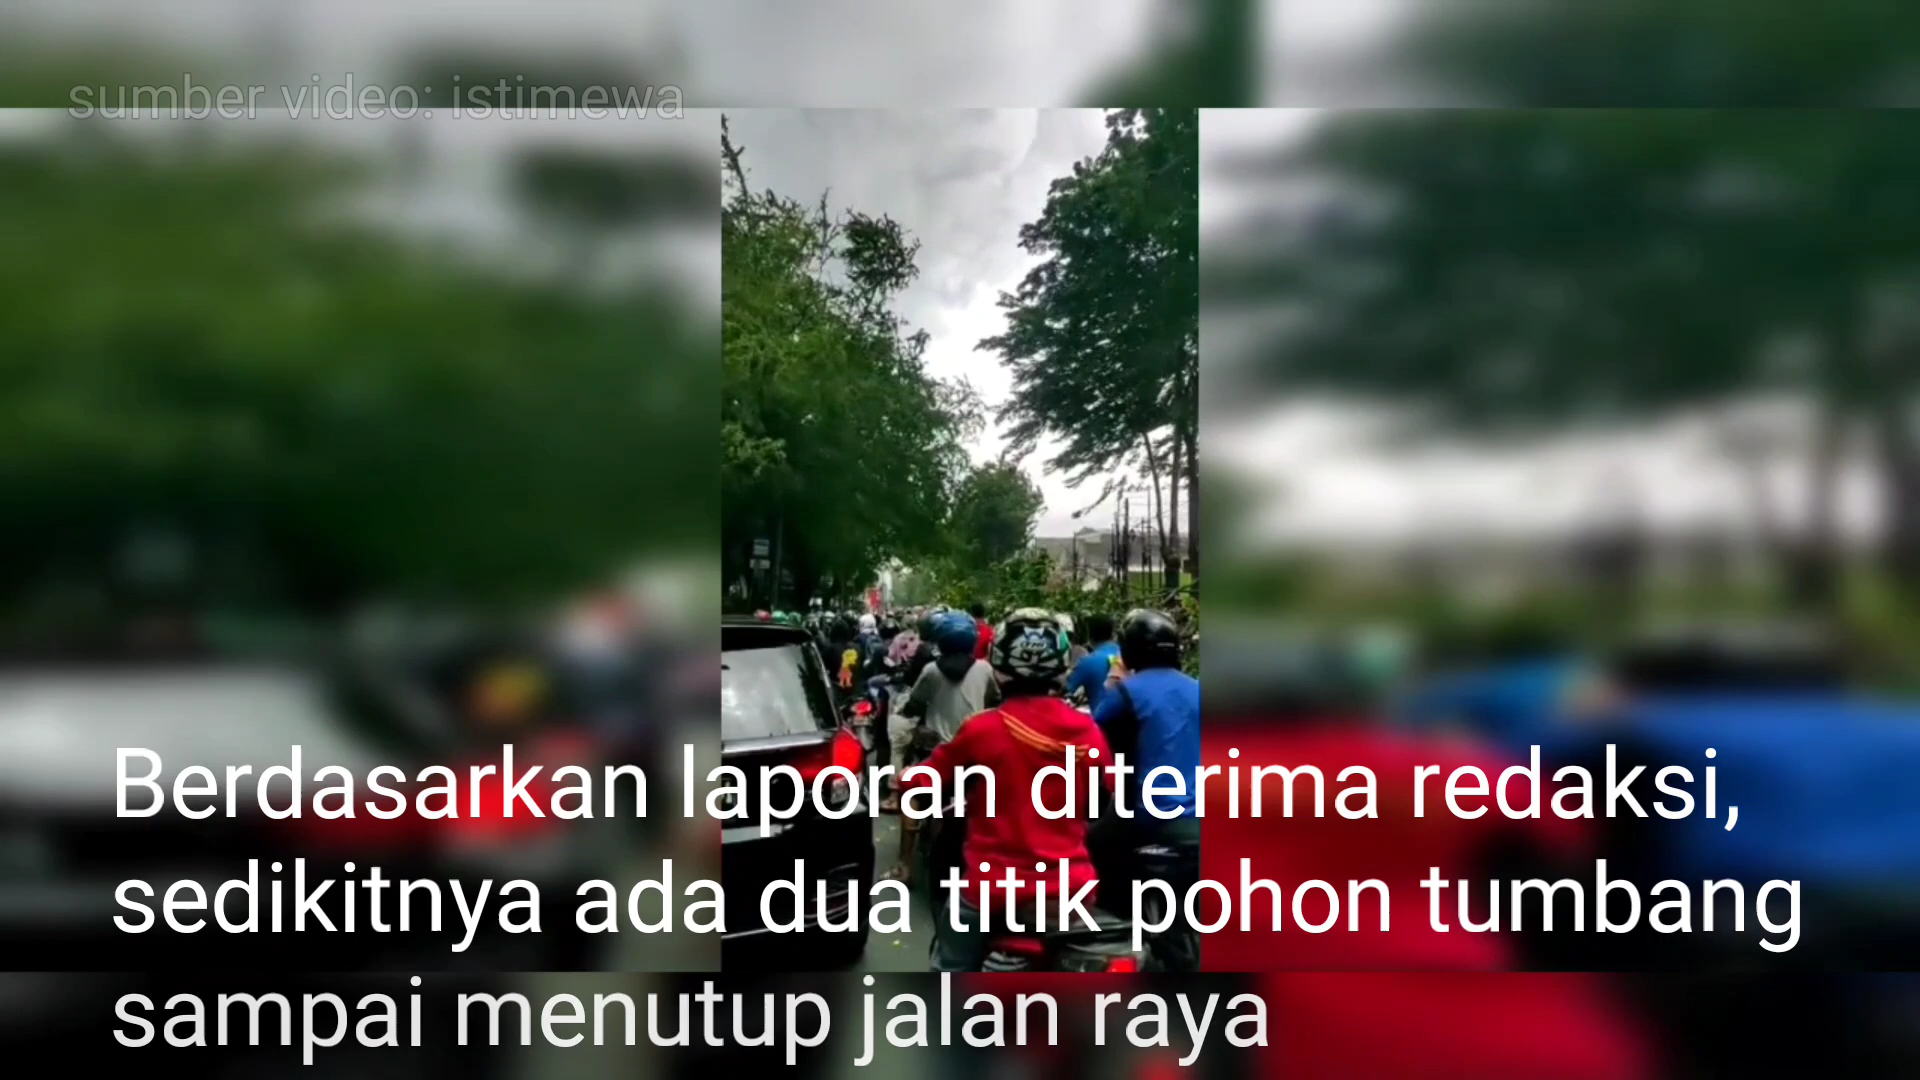 sumber video: istimewa
Berdasarkan laporan diterima redaksi,
sedikitnya ada dua titik pohon tumbang
sampai menutup jalan raya